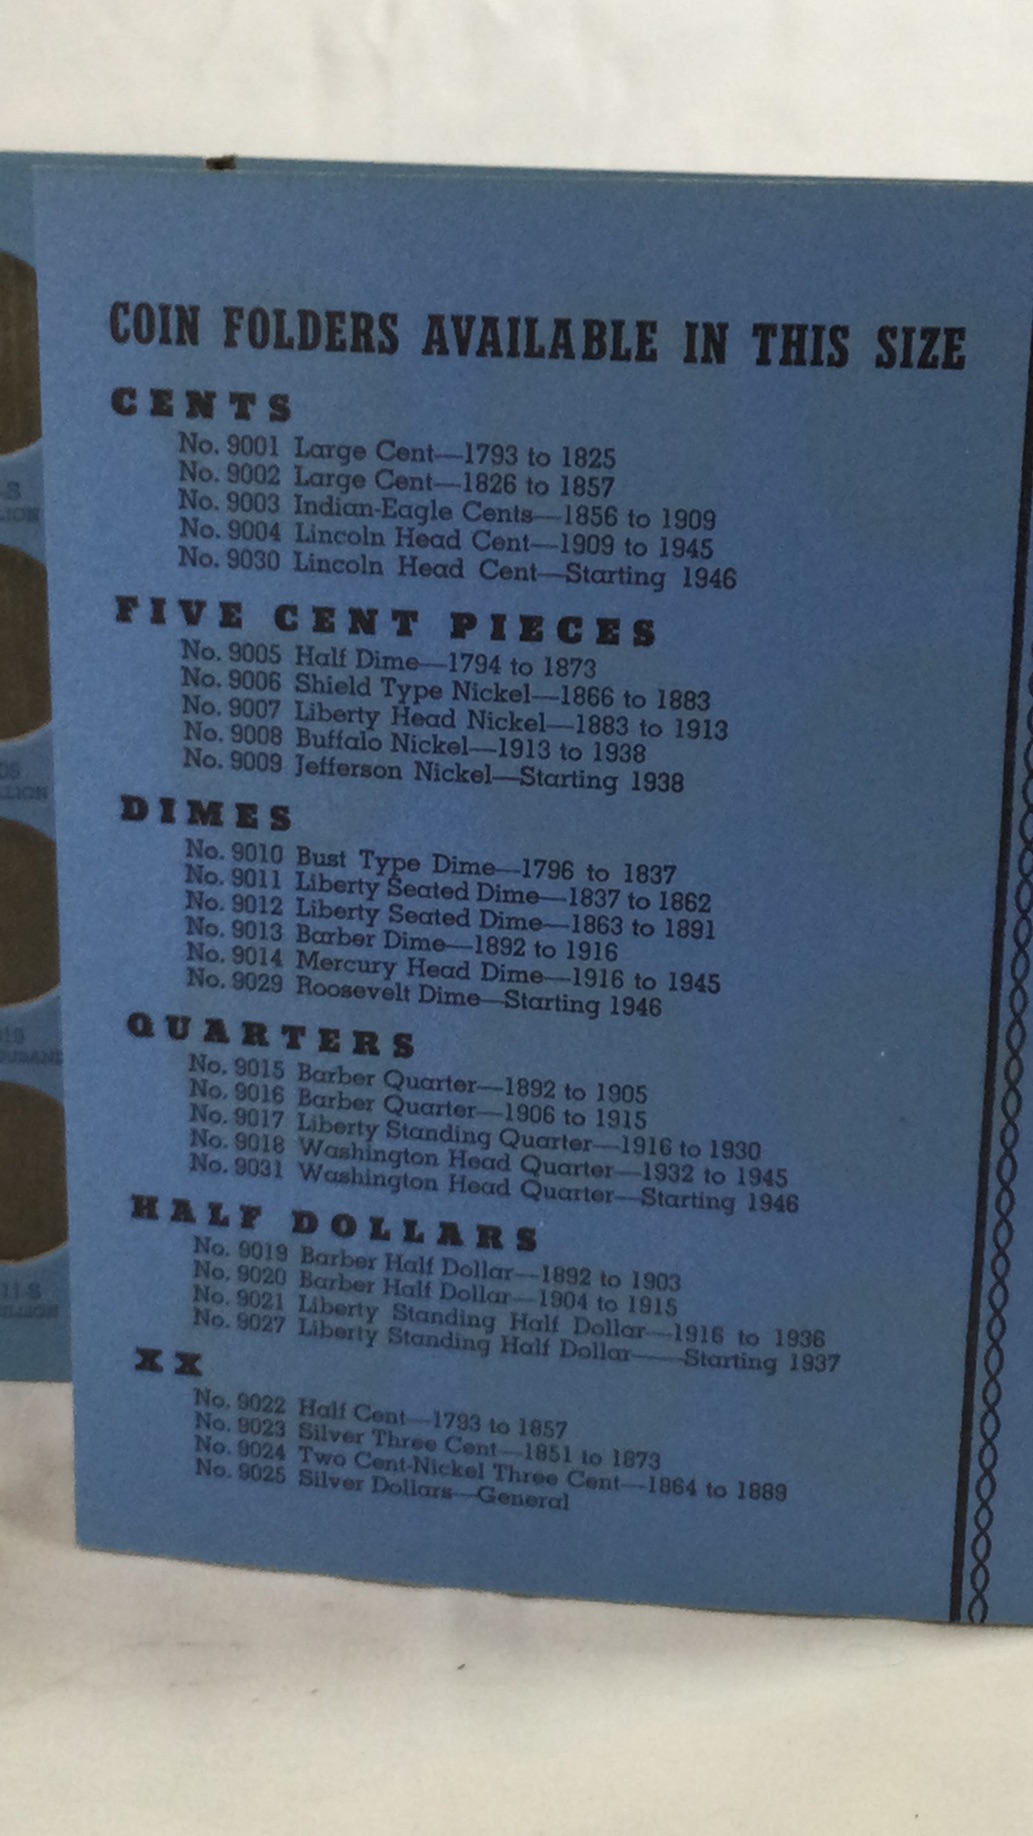 COIN FOLDERS AVAILABLE IN THIS SIZE
CENTS
No. 9001 Large Cent—1793 to 1825
No. 9002 Large Cent—1826 to 1857
No. 9003 Indian-Eagle Cents—1856 to 1909
No. 9004 Lincoln Head Cent—1909 to 1945
No. 9030 Lincoln Head Cent—Starting 1946
FIVE CENT PIECES
No. 9005 Half Dime—1794 to 1873
No. 9006 Shield Type Nickel—1866 to 1883
No. 9007 Liberty Head Nickel—1883 to 1913
No. 9008 Buffalo Nickel—1913 to 1938
No. 9009 Jefferson Nickel—Starting 1938
DIMES
No. 9010 Bust Type Dime—1796 to 1837
No. 9011 Liberty Seated Dime—1837 to 1862
No. 9012 Liberty Seated Dime—1863 to 1891
No. 9013 Barber Dime—1892 to 1916
No. 9014 Mercury Head Dime—1916 to 1945
No. 9029 Roosevelt Dime—Starting 1946
QUARTERS
No. 9015 Barber Quarter—1892 to 1905
No. 9016 Barber Quarter—1906 to 1915
No. 9017 Liberty Standing Quarter—1916 to 1930
No. 9018 Washington Head Quarter—1932 to 1945
No. 9031 Washington Head Quarter—Starting 1946
HALF DOLLARS
No. 9019 Barber Half Dollar—1892 to 1903
No. 9020 Barber Half Dollar—1904 to 1915
No. 9021 Liberty Standing Half Dollar—1916 to 1936
No. 9027 Liberty Standing Half Dollar—Starting 1937
XX
No. 9022 Half Cent—1793 to 1857
No. 9023 Silver Three Cent—1851 to 1873
No. 9024 Two Cent-Nickel Three Cent—1864 to 1889
No. 9025 Silver Dollars—General